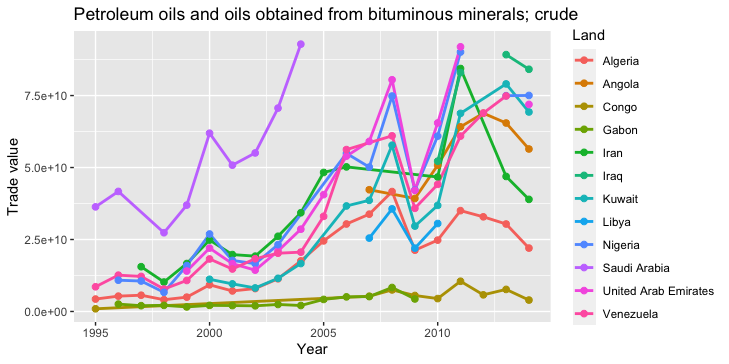 Petroleum oils and oils obtained from bituminous minerals; crude
Trade value
7.5e+10
5.0e+10
2.5e+10
0.0e+00
1995
2000
2005
2010
Year
Land
Algeria
Angola
Congo
Gabon
Iran
Iraq
Kuwait
Libya
Nigeria
Saudi Arabia
United Arab Emirates
Venezuela